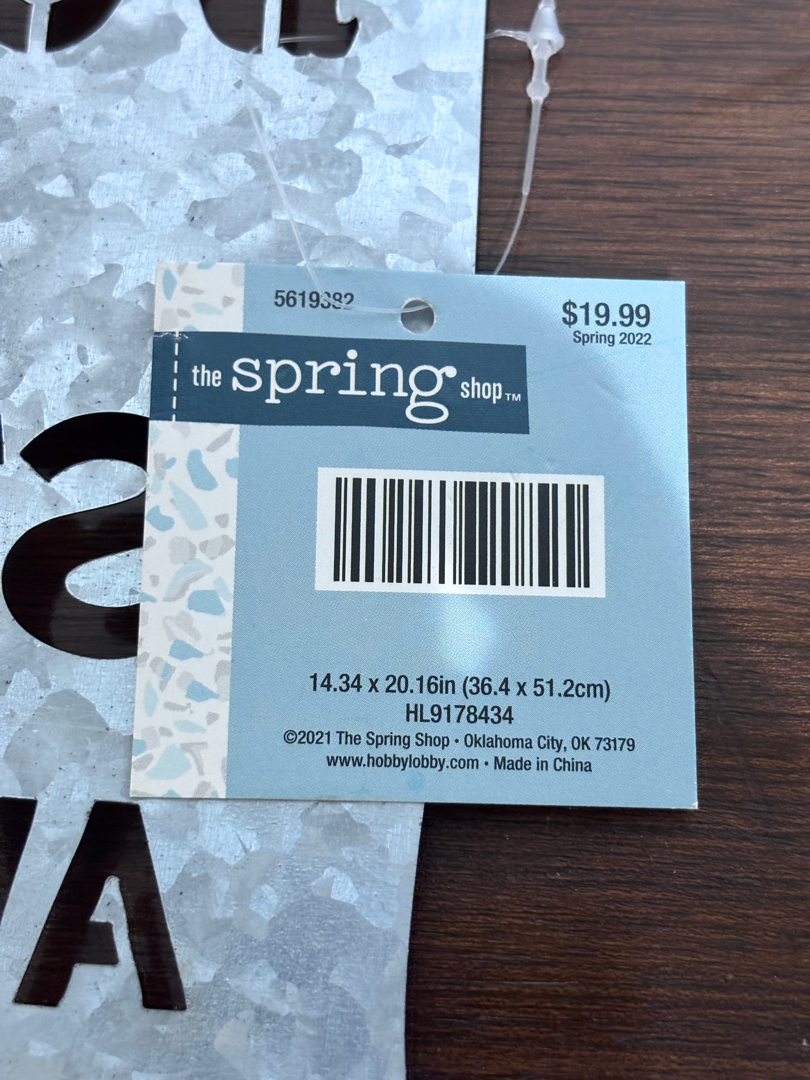 5619382
$19.99
Spring 2022
the spring shop™
14.34 x 20.16in (36.4 x 51.2cm)
HL9178434
©2021 The Spring Shop • Oklahoma City, OK 73179
www.hobbylobby.com • Made in China
a
A